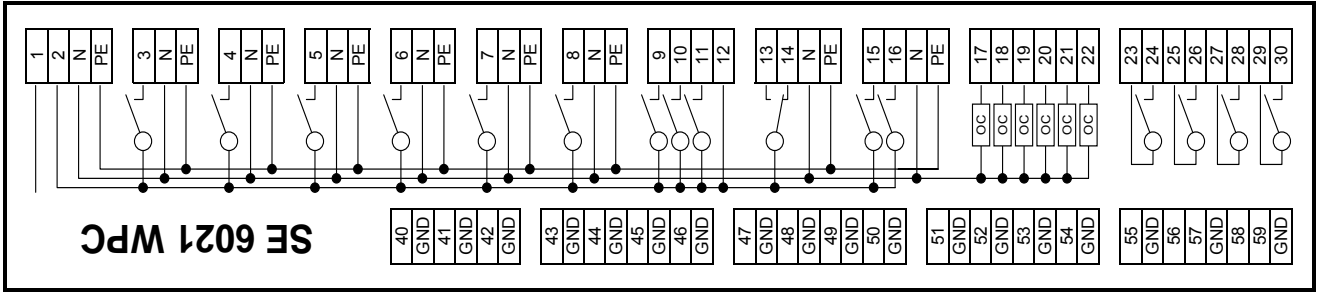 1 2 N PE 3 N PE 4 N PE 5 N PE 6 N PE 7 N PE 8 N PE 9 10 11 12 13 14 N PE 15 16 N PE 17 18 19 20 21 22 23 24 25 26 27 28 29 30
OC OC OC OC OC OC
SE 6021 WPC
40 GND 41 GND 42 GND 43 GND 44 GND 45 GND 46 GND 47 GND 48 GND 49 GND 50 GND 51 GND 52 GND 53 GND 54 GND 55 GND 56 GND 57 GND 58 GND 59 GND